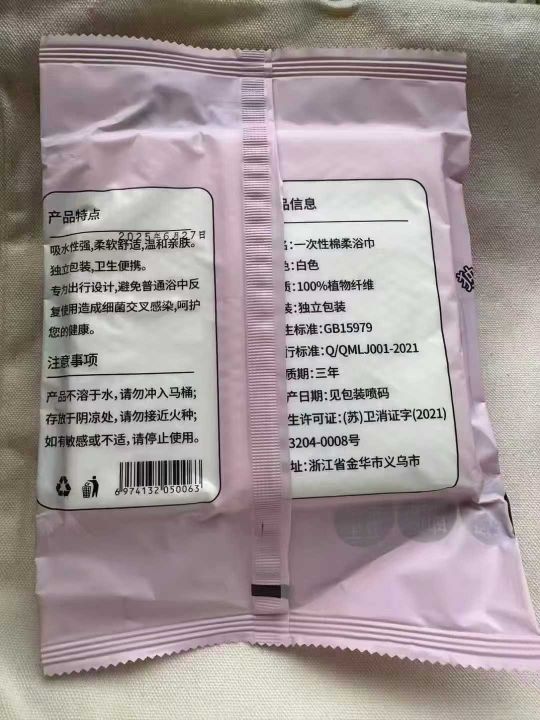 产品特点
2025年6月27日
吸水性强,柔软舒适,温和亲肤。
独立包装,卫生便携。
专为出行设计,避免普通浴巾反
复使用造成细菌交叉感染,呵护
您的健康。
注意事项
产品不溶于水,请勿冲入马桶;
存放于阴凉处,请勿接近火种;
如有敏感或不适,请停止使用。
6 974132 050063
品信息
名:一次性棉柔浴巾
色:白色
质:100%植物纤维
装:独立包装
生标准:GB15979
行标准:Q/QMLJ001-2021
质期:三年
产日期:见包装喷码
生许可证:(苏)卫消证字(2021)
3204-0008号
址:浙江省金华市义乌市